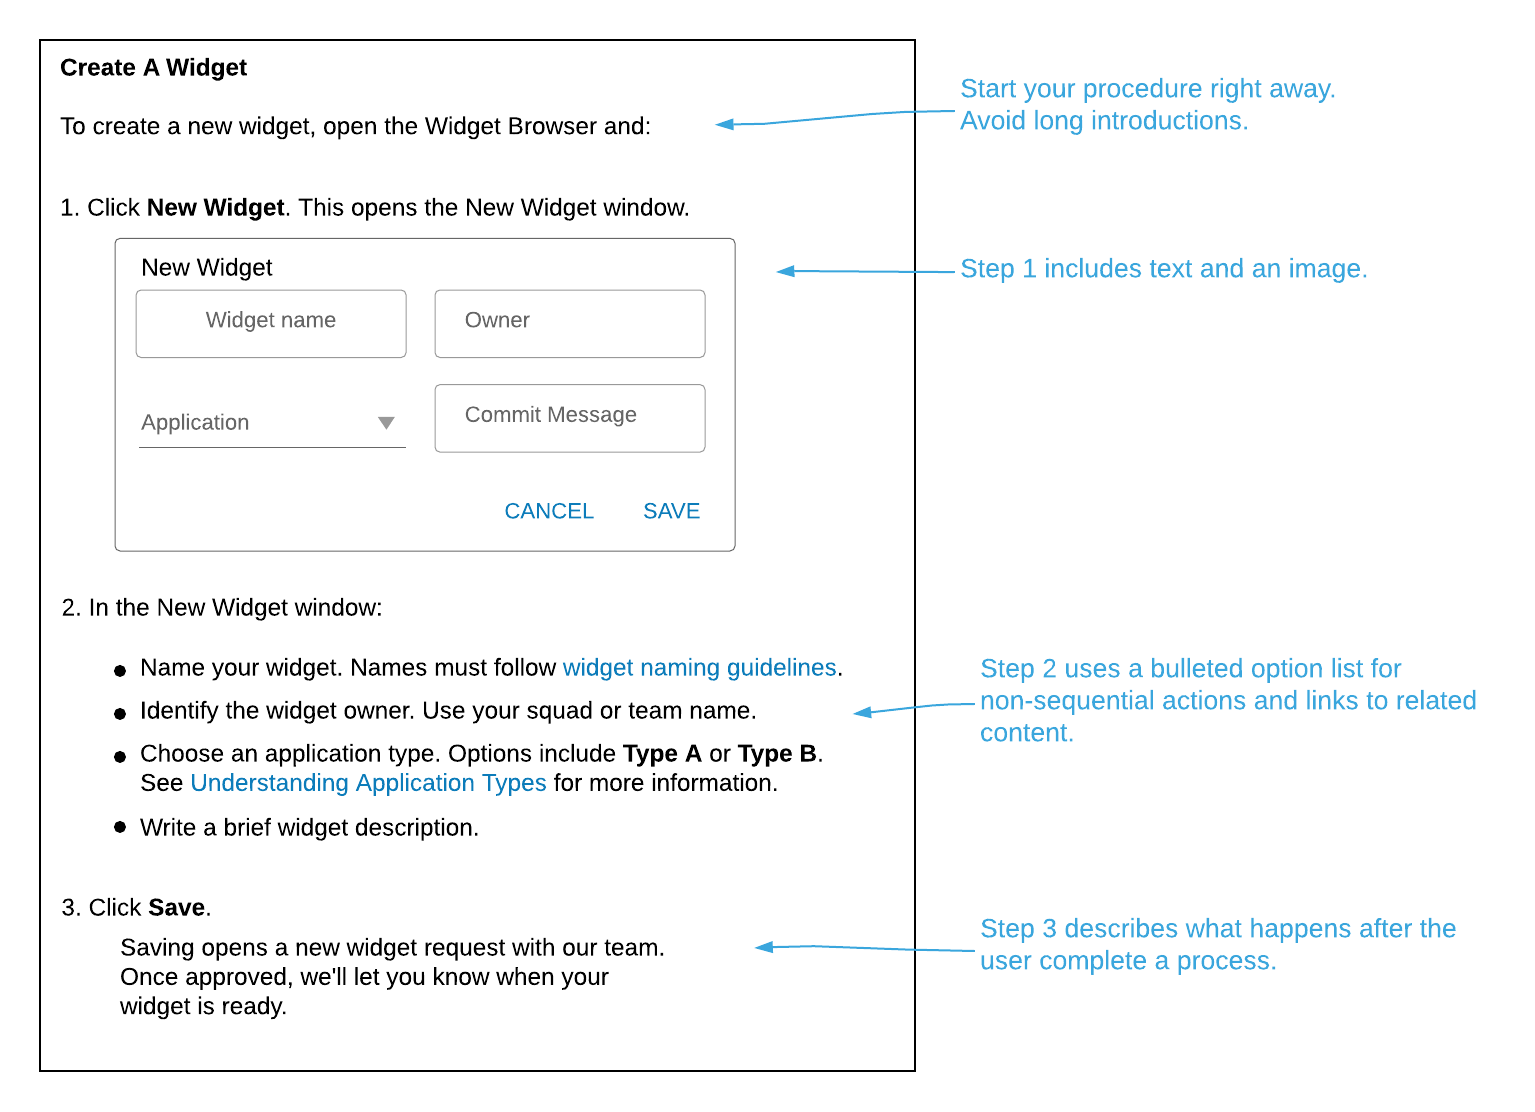 Create A Widget
To create a new widget, open the Widget Browser and:
Start your procedure right away.
Avoid long introductions.
1. Click New Widget. This opens the New Widget window.
New Widget
Step 1 includes text and an image.
Widget name
Owner
Application
Commit Message
CANCEL
SAVE
2. In the New Widget window:
Name your widget. Names must follow widget naming guidelines.
Identify the widget owner. Use your squad or team name.
Choose an application type. Options include Type A or Type B.
See Understanding Application Types for more information.
Write a brief widget description.
Step 2 uses a bulleted option list for
non-sequential actions and links to related
content.
3. Click Save.
Saving opens a new widget request with our team.
Once approved, we'll let you know when your
widget is ready.
Step 3 describes what happens after the
user complete a process.